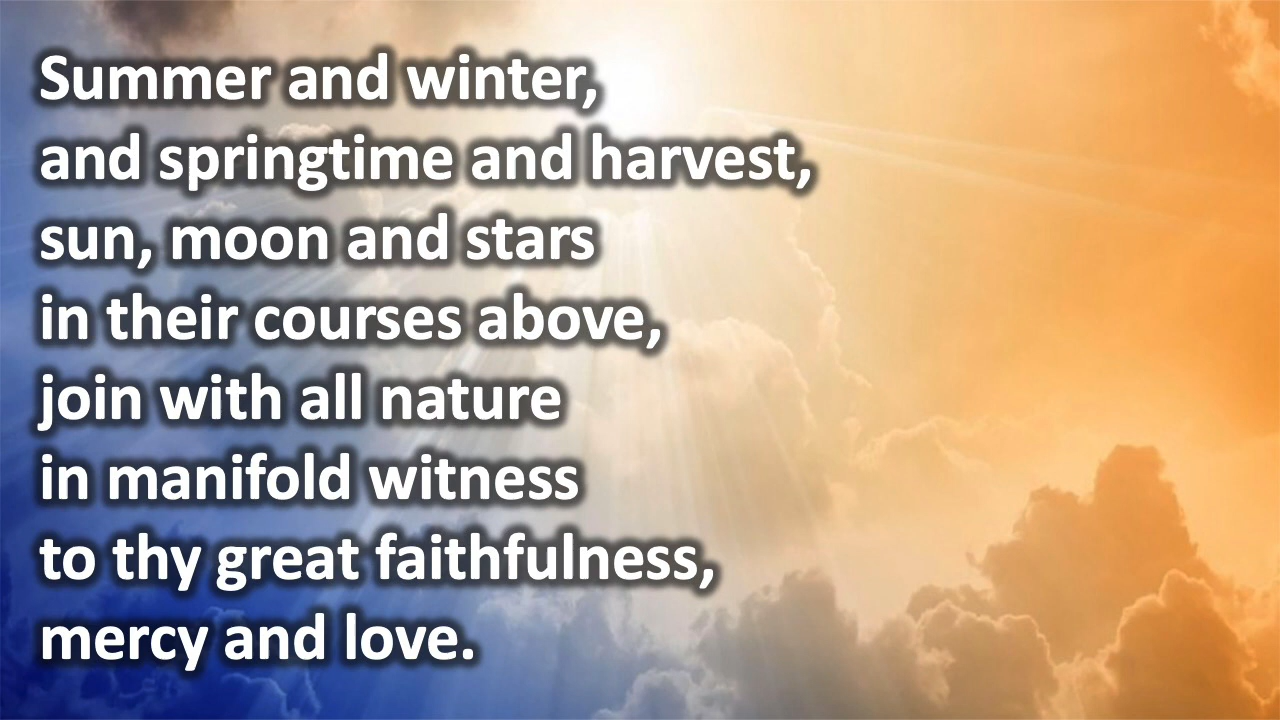 Summer and winter,
and springtime and harvest,
sun, moon and stars
in their courses above,
join with all nature
in manifold witness
to thy great faithfulness,
mercy and love.